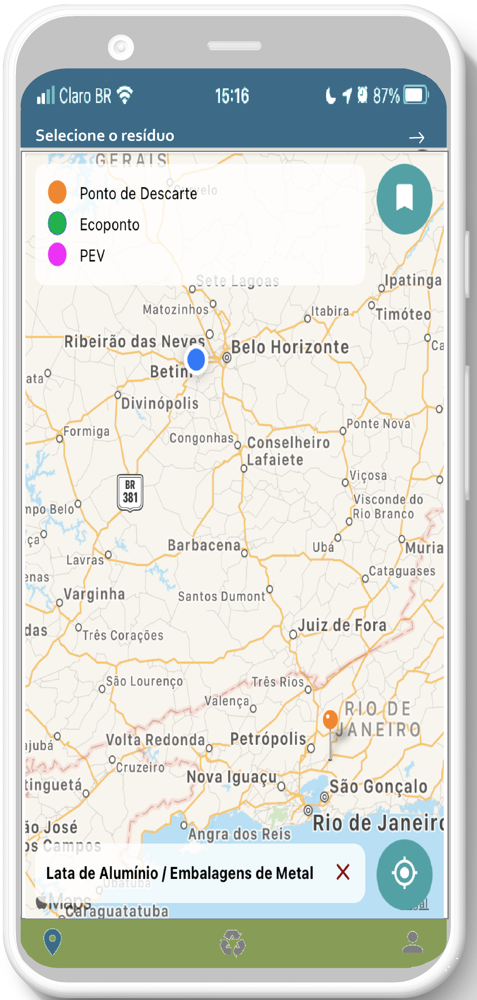 Claro BR 15:16 87%
Selecione o resíduo
GERAIS
Curvelo
Ponto de Descarte
Ecoponto
PEV
Sete Lagoas
Ipatinga
Matozinhos
Itabira
Timóteo
Ribeirão das Neves
Belo Horizonte
Ca
Betim
ata
Divinópolis
Ponte Nova
Formiga
Congonhas
Conselheiro
Lafaiete
Viçosa
BR
381
Visconde do
Rio Branco
mpo Belo
ça
Barbacena
Ubá
Muria
Lavras
Cataguases
enas
Varginha
Santos Dumont
das
Três Corações
Juiz de Fora
São Lourenço
Três Rios
Valença
RIO DE
JANEIRO
Volta Redonda
Petrópolis
ajubá
Cruzeiro
Nova Iguaçu
tinguetá
São Gonçalo
Rio de Janeiro
ão José
os Campos
Angra dos Reis
Lata de Alumínio / Embalagens de Metal
Ubatuba
Maps
Caraguatatuba